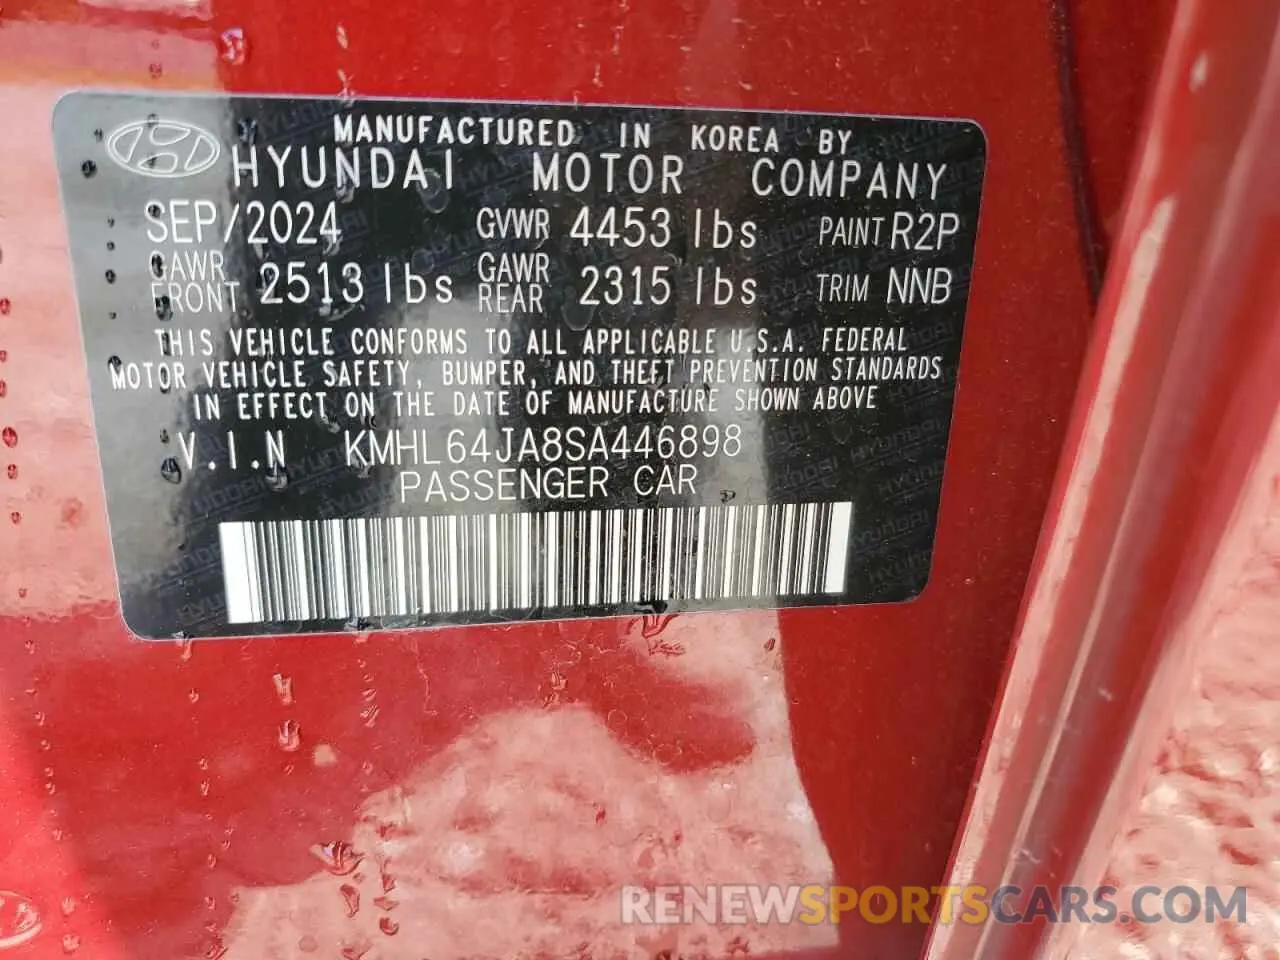 MANUFACTURED IN KOREA BY
HYUNDAI MOTOR COMPANY
SEP/2024 GVWR 4453 lbs PAINT R2P
GAWR FRONT 2513 lbs GAWR REAR 2315 lbs TRIM NNB
THIS VEHICLE CONFORMS TO ALL APPLICABLE U.S.A. FEDERAL
MOTOR VEHICLE SAFETY, BUMPER, AND THEFT PREVENTION STANDARDS
IN EFFECT ON THE DATE OF MANUFACTURE SHOWN ABOVE
V.I.N KMHL64JA8SA446898
PASSENGER CAR
RENEWSPORTSCARS.COM